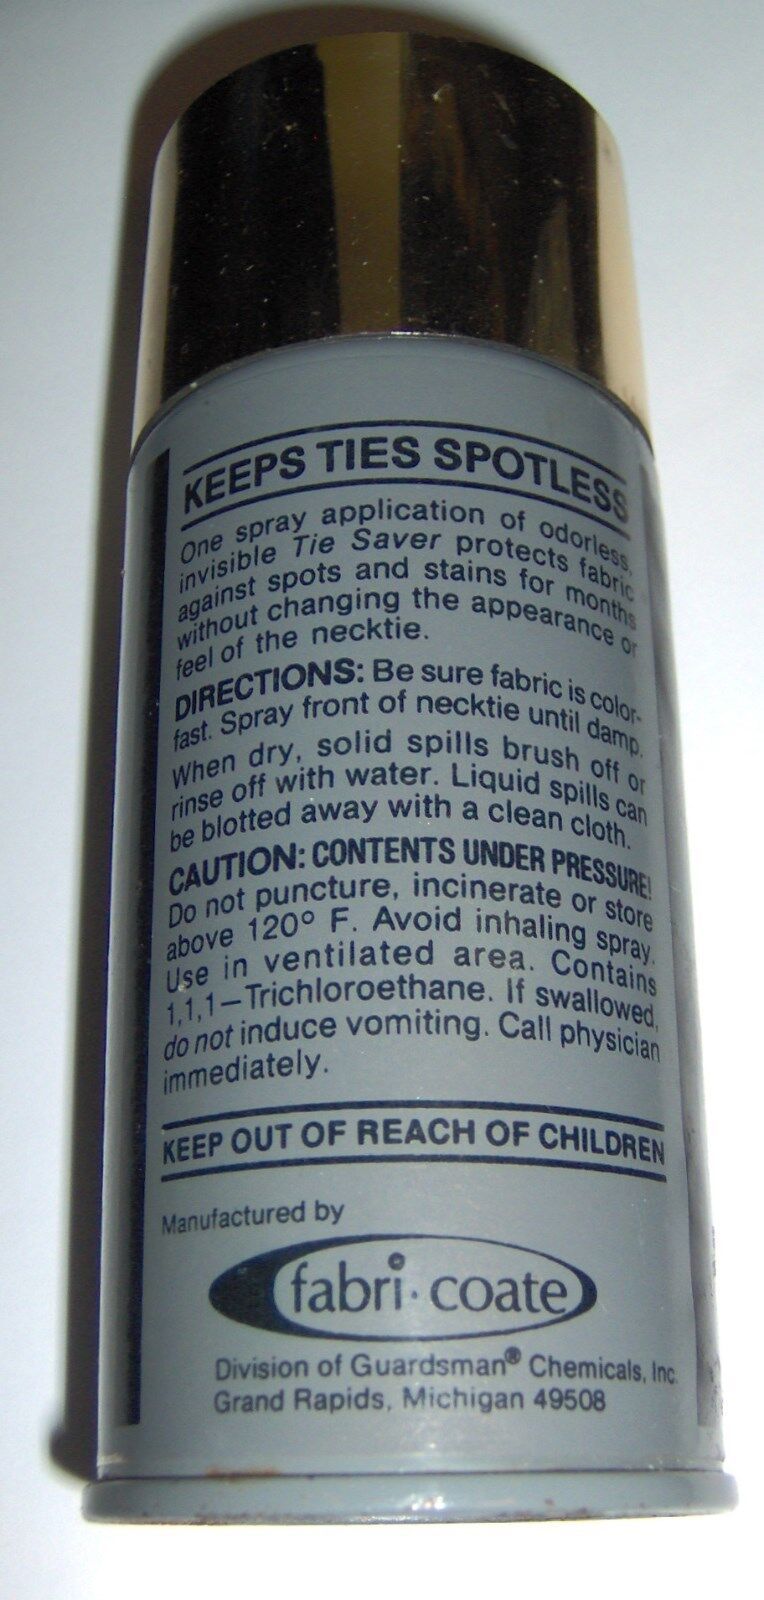 KEEPS TIES SPOTLESS
One spray application of odorless,
invisible Tie Saver protects fabric
against spots and stains for months
without changing the appearance or
feel of the necktie.
DIRECTIONS: Be sure fabric is color-
fast. Spray front of necktie until damp.
When dry, solid spills brush off or
rinse off with water. Liquid spills can
be blotted away with a clean cloth.
CAUTION: CONTENTS UNDER PRESSURE!
Do not puncture, incinerate or store
above 120° F. Avoid inhaling spray.
Use in ventilated area. Contains
1,1,1—Trichloroethane. If swallowed,
do not induce vomiting. Call physician
immediately.
KEEP OUT OF REACH OF CHILDREN
Manufactured by
fabri·coate
Division of Guardsman® Chemicals, Inc.
Grand Rapids, Michigan 49508